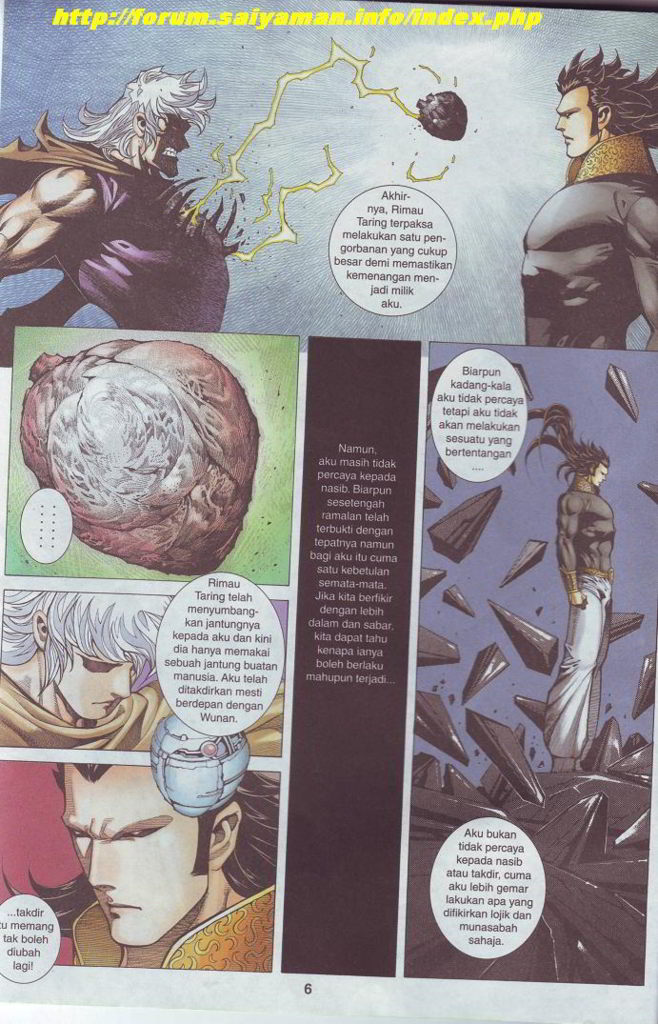 http://forum.saiyaman.info/index.php
Akhir-
nya, Rimau
Taring terpaksa
melakukan satu pen-
gorbanan yang cukup
besar demi memastikan
kemenangan men-
jadi milik
aku.
Rimau
Taring telah
menyumbang-
kan jantungnya
kepada aku dan kini
dia hanya memakai
sebuah jantung buatan
manusia. Aku telah
ditakdirkan mesti
berdepan dengan
Wunan.
...takdir
tu memang
tak boleh
diubah
lagi!
Namun,
aku masih tidak
percaya kepada
nasib. Biarpun
sesetengah
ramalan telah
terbukti dengan
tepatnya namun
bagi aku itu cuma
satu kebetulan
semata-mata.
Jika kita berfikir
dengan lebih
dalam dan sabar,
kita dapat tahu
kenapa ianya
boleh berlaku
mahupun terjadi...
Biarpun
kadang-kala
aku tidak percaya
tetapi aku tidak
akan melakukan
sesuatu yang
bertentangan
....
Aku bukan
tidak percaya
kepada nasib
atau takdir, cuma
aku lebih gemar
lakukan apa yang
difikirkan lojik dan
munasabah
sahaja.
6